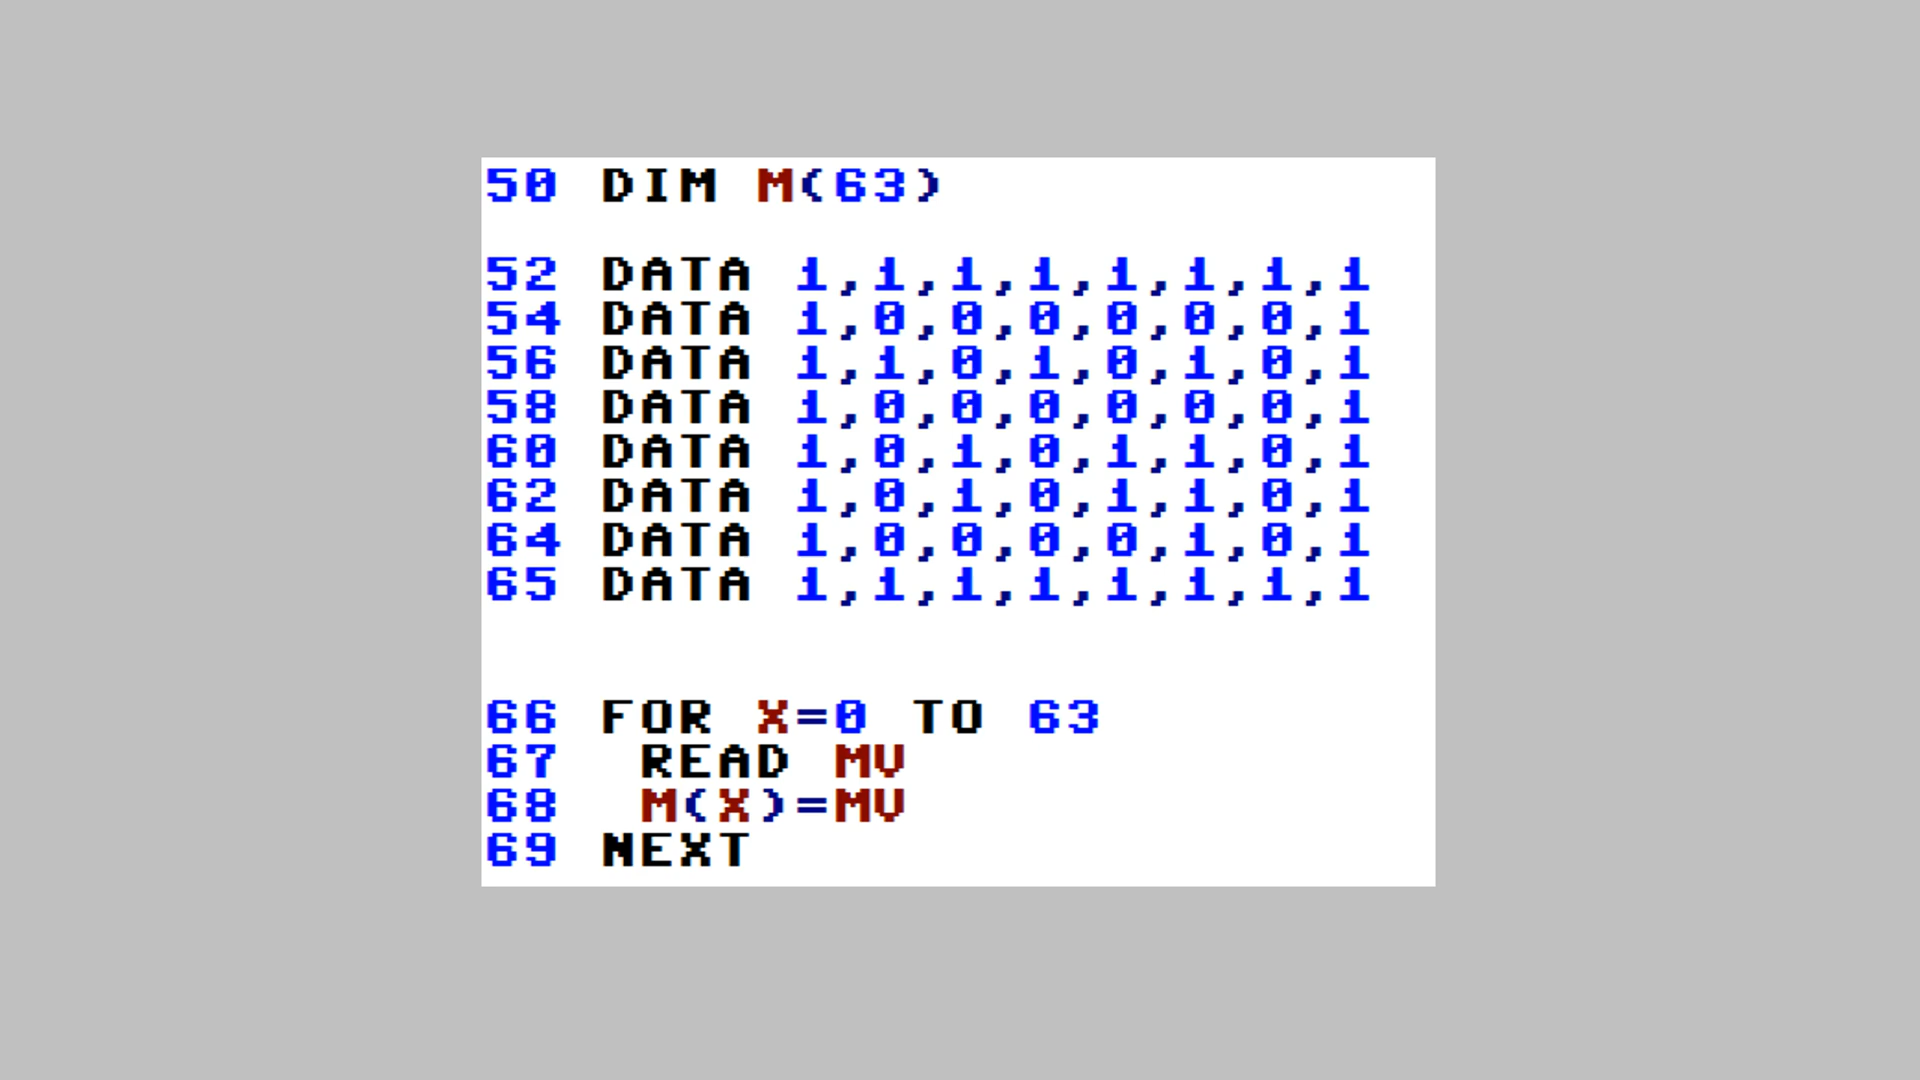 50 DIM M(63)
52 DATA 1,1,1,1,1,1,1,1
54 DATA 1,0,0,0,0,0,0,1
56 DATA 1,1,0,1,0,1,0,1
58 DATA 1,0,0,0,0,0,0,1
60 DATA 1,0,1,0,1,1,0,1
62 DATA 1,0,1,0,1,1,0,1
64 DATA 1,0,0,0,0,1,0,1
65 DATA 1,1,1,1,1,1,1,1
66 FOR X=0 TO 63
67  READ MV
68  M(X)=MV
69 NEXT